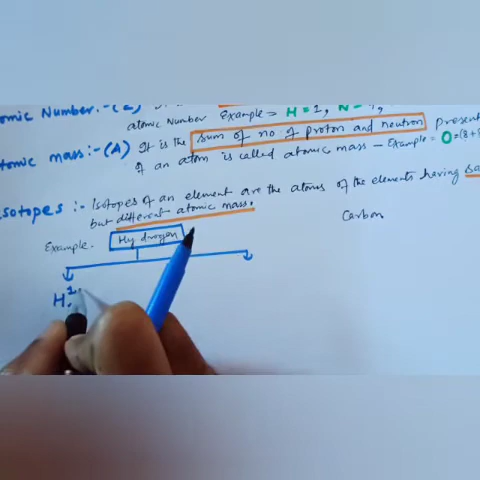 omic Number:-(Z)
atomic Number Example = H = 1, N =
tomic mass:-(A) It is the sum of no. of proton and neutron present
of an atom is called atomic mass - Example = O = (8+
sotopes :- Isotopes of an element are the atoms of the elements having sa
but different atomic mass.
Example. Hydrogen
Carbon
H 1